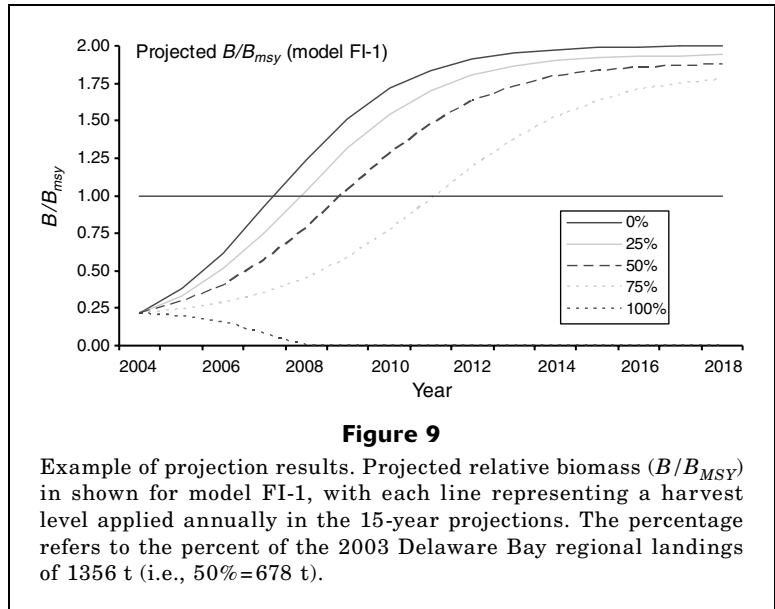 Projected B/Bmsy (model FI-1)
2.00
1.75
1.50
1.25
1.00
0.75
0.50
0.25
0.00
B/Bmsy
0%
25%
50%
75%
100%
2004 2006 2008 2010 2012 2014 2016 2018
Year
Figure 9
Example of projection results. Projected relative biomass (B/BMSY)
in shown for model FI-1, with each line representing a harvest
level applied annually in the 15-year projections. The percentage
refers to the percent of the 2003 Delaware Bay regional landings
of 1356 t (i.e., 50%=678 t).